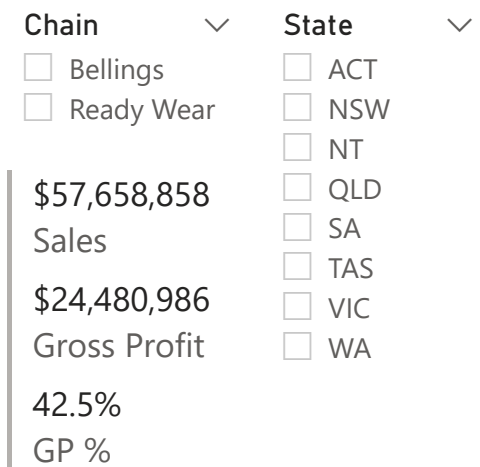 Chain
Bellings
Ready Wear
$57,658,858
Sales
$24,480,986
Gross Profit
42.5%
GP %
State
ACT
NSW
NT
QLD
SA
TAS
VIC
WA